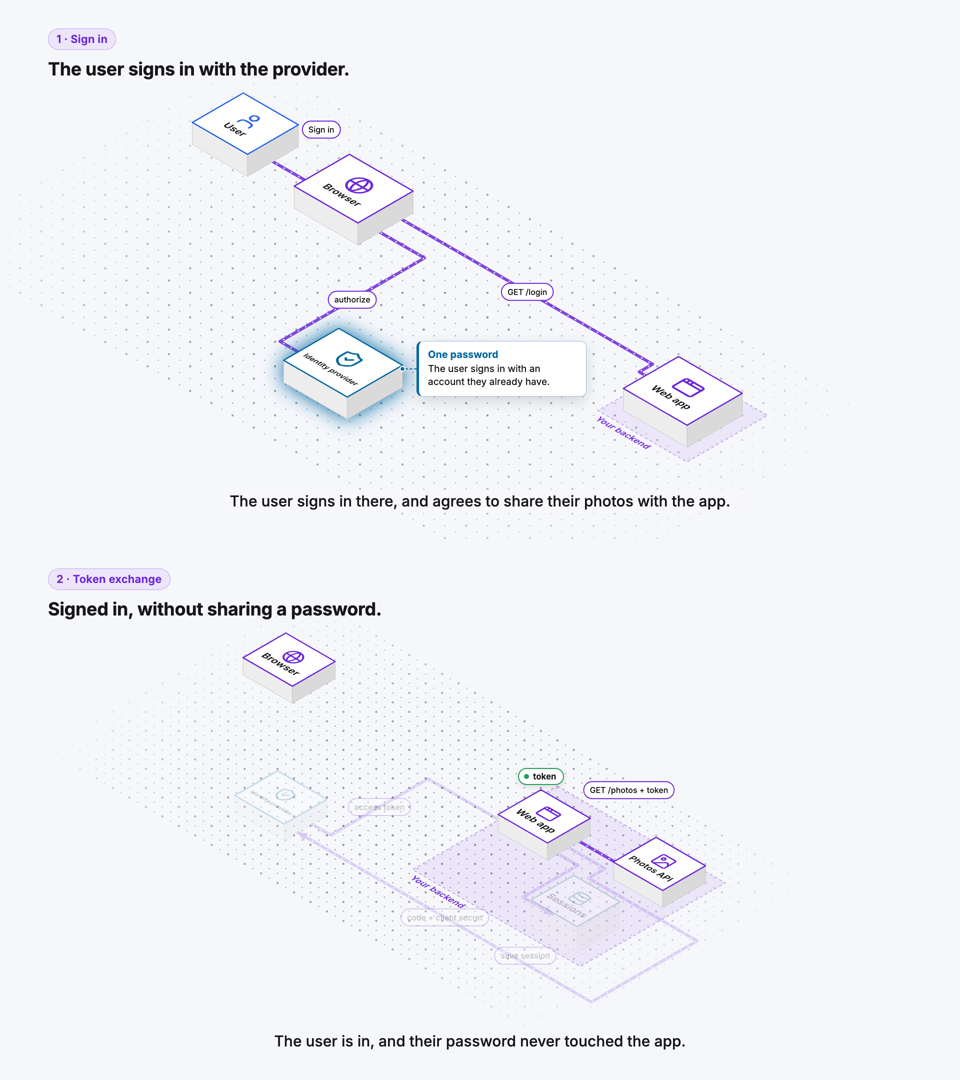 1 · Sign in
The user signs in with the provider.
User
Sign in
Browser
GET /login
authorize
Identity provider
One password
The user signs in with an
account they already have.
Web app
Your backend
The user signs in there, and agrees to share their photos with the app.
2 · Token exchange
Signed in, without sharing a password.
Browser
token
GET /photos + token
access token
Web app
Photos API
Your backend
Sessions
code + client secret
save session
The user is in, and their password never touched the app.